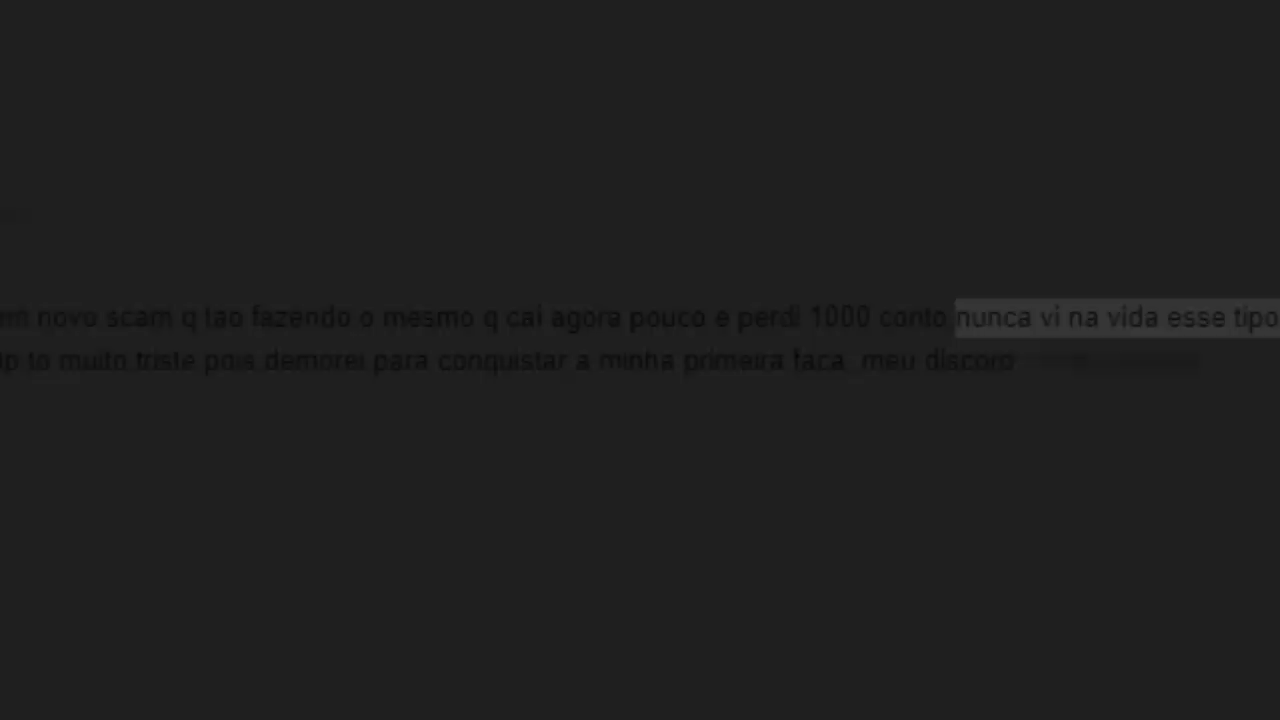 novo scam q tao fazendo o mesmo q cai agora pouco e perdi 1000 conto nunca vi na vida esse tipo
to muito triste pois demorei para conquistar a minha primeira faca, meu discord